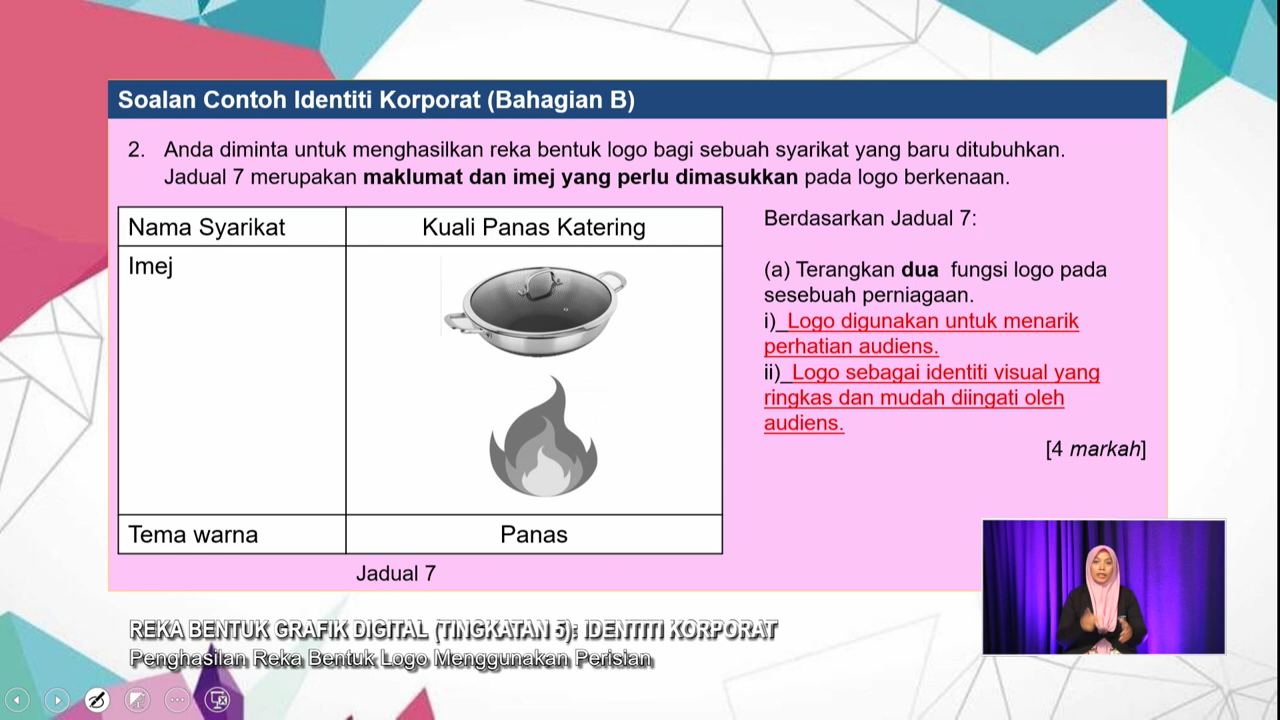 Soalan Contoh Identiti Korporat (Bahagian B)
2. Anda diminta untuk menghasilkan reka bentuk logo bagi sebuah syarikat yang baru ditubuhkan.
Jadual 7 merupakan maklumat dan imej yang perlu dimasukkan pada logo berkenaan.
Nama Syarikat
Kuali Panas Katering
Imej
Tema warna
Panas
Jadual 7
Berdasarkan Jadual 7:
(a) Terangkan dua fungsi logo pada
sesebuah perniagaan.
i)_Logo digunakan untuk menarik
perhatian audiens.
ii)_Logo sebagai identiti visual yang
ringkas dan mudah diingati oleh
audiens.
[4 markah]
REKA BENTUK GRAFIK DIGITAL (TINGKATAN 5): IDENTITI KORPORAT
Penghasilan Reka Bentuk Logo Menggunakan Perisian